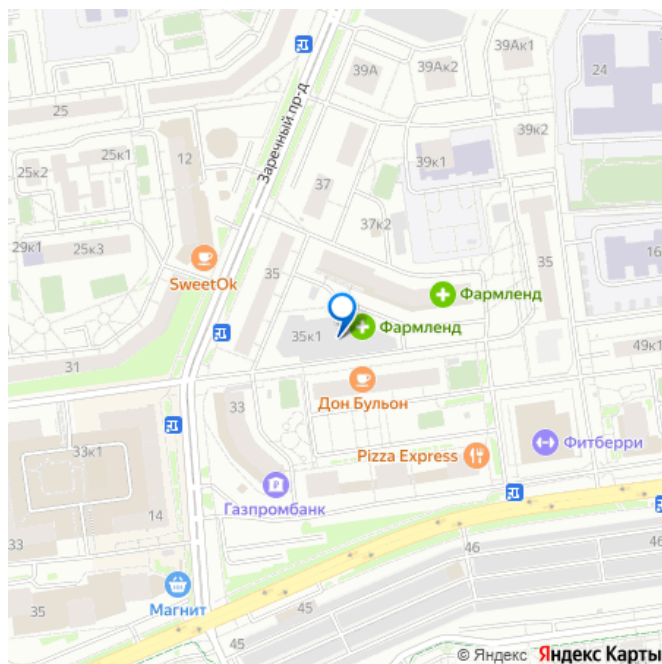 39Ак1
39А
39Ак2
24
25
Заречный пр-д
39к2
25к1
12
39к1
25к2
37
37к2
29к1
25к3
35
35
16
SweetOk
Фармленд
Фармленд
35к1
49к1
31
33
Дон Бульон
33к1
Pizza Express
Фитберри
Газпромбанк
14
33
46
46
Магнит
35
45
45
© Яндекс Яндекс Карты